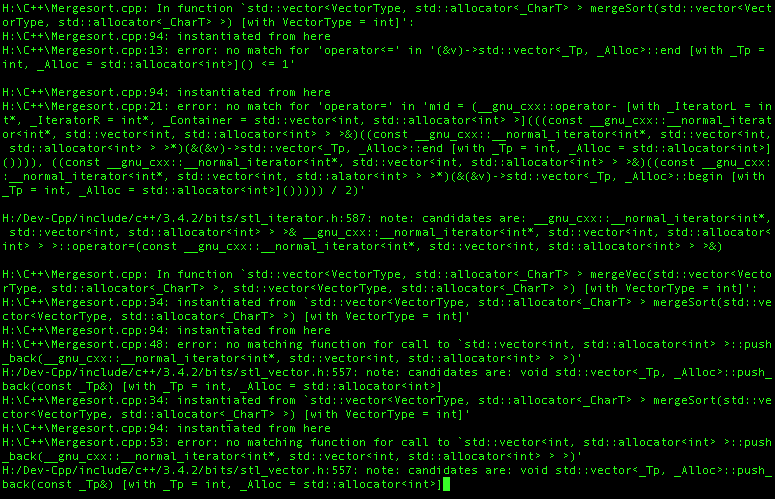 H:\C++\Mergesort.cpp: In function `std::vector<VectorType, std::allocator<_CharT> > mergeSort(std::vector<Vect
orType, std::allocator<_CharT> >) [with VectorType = int]':
H:\C++\Mergesort.cpp:94: instantiated from here
H:\C++\Mergesort.cpp:13: error: no match for 'operator<=' in '(&v)->std::vector<_Tp, _Alloc>::end [with _Tp =
int, _Alloc = std::allocator<int>]() <= 1'
H:\C++\Mergesort.cpp:94: instantiated from here
H:\C++\Mergesort.cpp:21: error: no match for 'operator=' in 'mid = (__gnu_cxx::operator- [with _IteratorL = in
t*, _IteratorR = int*, _Container = std::vector<int, std::allocator<int> >](((const __gnu_cxx::__normal_iterat
or<int*, std::vector<int, std::allocator<int> > >&)((const __gnu_cxx::__normal_iterator<int*, std::vector<int,
 std::allocator<int> > >*)(&(&v)->std::vector<_Tp, _Alloc>::end [with _Tp = int, _Alloc = std::allocator<int>]
()))), ((const __gnu_cxx::__normal_iterator<int*, std::vector<int, std::allocator<int> > >&)((const __gnu_cxx:
:__normal_iterator<int*, std::vector<int, std::alator<int> > >*)(&(&v)->std::vector<_Tp, _Alloc>::begin [with
_Tp = int, _Alloc = std::allocator<int>]())))) / 2)'
H:/Dev-Cpp/include/c++/3.4.2/bits/stl_iterator.h:587: note: candidates are: __gnu_cxx::__normal_iterator<int*,
 std::vector<int, std::allocator<int> > >& __gnu_cxx::__normal_iterator<int*, std::vector<int, std::allocator<
int> > >::operator=(const __gnu_cxx::__normal_iterator<int*, std::vector<int, std::allocator<int> > >&)
H:\C++\Mergesort.cpp: In function `std::vector<VectorType, std::allocator<_CharT> > mergeVec(std::vector<Vecto
rType, std::allocator<_CharT> >, std::vector<VectorType, std::allocator<_CharT> >) [with VectorType = int]':
H:\C++\Mergesort.cpp:34: instantiated from `std::vector<VectorType, std::allocator<_CharT> > mergeSort(std::ve
ctor<VectorType, std::allocator<_CharT> >) [with VectorType = int]'
H:\C++\Mergesort.cpp:94: instantiated from here
H:\C++\Mergesort.cpp:48: error: no matching function for call to `std::vector<int, std::allocator<int> >::push
_back(__gnu_cxx::__normal_iterator<int*, std::vector<int, std::allocator<int> > >)'
H:/Dev-Cpp/include/c++/3.4.2/bits/stl_vector.h:557: note: candidates are: void std::vector<_Tp, _Alloc>::push_
back(const _Tp&) [with _Tp = int, _Alloc = std::allocator<int>]
H:\C++\Mergesort.cpp:34: instantiated from `std::vector<VectorType, std::allocator<_CharT> > mergeSort(std::ve
ctor<VectorType, std::allocator<_CharT> >) [with VectorType = int]'
H:\C++\Mergesort.cpp:94: instantiated from here
H:\C++\Mergesort.cpp:53: error: no matching function for call to `std::vector<int, std::allocator<int> >::push
_back(__gnu_cxx::__normal_iterator<int*, std::vector<int, std::allocator<int> > >)'
H:/Dev-Cpp/include/c++/3.4.2/bits/stl_vector.h:557: note: candidates are: void std::vector<_Tp, _Alloc>::push_
back(const _Tp&) [with _Tp = int, _Alloc = std::allocator<int>]